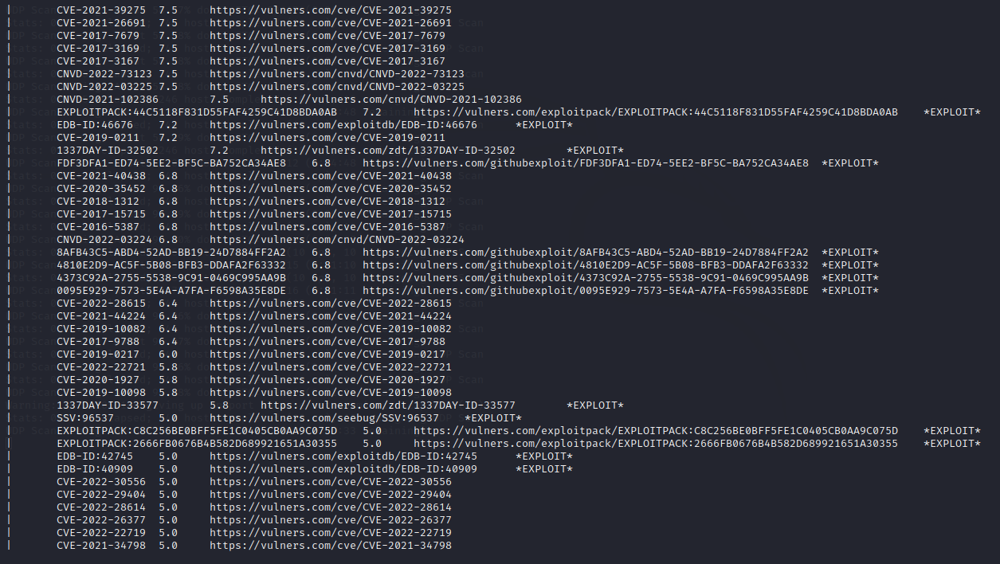 | CVE-2021-39275 7.5 https://vulners.com/cve/CVE-2021-39275
| CVE-2021-26691 7.5 https://vulners.com/cve/CVE-2021-26691
| CVE-2017-7679 7.5 https://vulners.com/cve/CVE-2017-7679
| CVE-2017-3169 7.5 https://vulners.com/cve/CVE-2017-3169
| CVE-2017-3167 7.5 https://vulners.com/cve/CVE-2017-3167
| CNVD-2022-73123 7.5 https://vulners.com/cnvd/CNVD-2022-73123
| CNVD-2022-03225 7.5 https://vulners.com/cnvd/CNVD-2022-03225
| CNVD-2021-102386 7.5 https://vulners.com/cnvd/CNVD-2021-102386
| EXPLOITPACK:44C5118F831D55FAF4259C41D8BDA0AB 7.2 https://vulners.com/exploitpack/EXPLOITPACK:44C5118F831D55FAF4259C41D8BDA0AB *EXPLOIT*
| EDB-ID:46676 7.2 https://vulners.com/exploitdb/EDB-ID:46676 *EXPLOIT*
| CVE-2019-0211 7.2 https://vulners.com/cve/CVE-2019-0211
| 1337DAY-ID-32502 7.2 https://vulners.com/zdt/1337DAY-ID-32502 *EXPLOIT*
| FDF3DFA1-ED74-5EE2-BF5C-BA752CA34AE8 6.8 https://vulners.com/githubexploit/FDF3DFA1-ED74-5EE2-BF5C-BA752CA34AE8 *EXPLOIT*
| CVE-2021-40438 6.8 https://vulners.com/cve/CVE-2021-40438
| CVE-2020-35452 6.8 https://vulners.com/cve/CVE-2020-35452
| CVE-2018-1312 6.8 https://vulners.com/cve/CVE-2018-1312
| CVE-2017-15715 6.8 https://vulners.com/cve/CVE-2017-15715
| CVE-2016-5387 6.8 https://vulners.com/cve/CVE-2016-5387
| CNVD-2022-03224 6.8 https://vulners.com/cnvd/CNVD-2022-03224
| 8AFB43C5-ABD4-52AD-BB19-24D7884FF2A2 6.8 https://vulners.com/githubexploit/8AFB43C5-ABD4-52AD-BB19-24D7884FF2A2 *EXPLOIT*
| 4810E2D9-AC5F-5B08-BFB3-DDAFA2F63332 6.8 https://vulners.com/githubexploit/4810E2D9-AC5F-5B08-BFB3-DDAFA2F63332 *EXPLOIT*
| 4373C92A-2755-5538-9C91-0469C995AA9B 6.8 https://vulners.com/githubexploit/4373C92A-2755-5538-9C91-0469C995AA9B *EXPLOIT*
| 0095E929-7573-5E4A-A7FA-F6598A35E8DE 6.8 https://vulners.com/githubexploit/0095E929-7573-5E4A-A7FA-F6598A35E8DE *EXPLOIT*
| CVE-2022-28615 6.4 https://vulners.com/cve/CVE-2022-28615
| CVE-2021-44224 6.4 https://vulners.com/cve/CVE-2021-44224
| CVE-2019-10082 6.4 https://vulners.com/cve/CVE-2019-10082
| CVE-2017-9788 6.4 https://vulners.com/cve/CVE-2017-9788
| CVE-2019-0217 6.0 https://vulners.com/cve/CVE-2019-0217
| CVE-2022-22721 5.8 https://vulners.com/cve/CVE-2022-22721
| CVE-2020-1927 5.8 https://vulners.com/cve/CVE-2020-1927
| CVE-2019-10098 5.8 https://vulners.com/cve/CVE-2019-10098
| 1337DAY-ID-33577 5.8 https://vulners.com/zdt/1337DAY-ID-33577 *EXPLOIT*
| SSV:96537 5.0 https://vulners.com/seebug/SSV:96537 *EXPLOIT*
| EXPLOITPACK:C8C256BE0BFF5FE1C0405CB0AA9C075D 5.0 https://vulners.com/exploitpack/EXPLOITPACK:C8C256BE0BFF5FE1C0405CB0AA9C075D *EXPLOIT*
| EXPLOITPACK:2666FB0676B4B582D689921651A30355 5.0 https://vulners.com/exploitpack/EXPLOITPACK:2666FB0676B4B582D689921651A30355 *EXPLOIT*
| EDB-ID:42745 5.0 https://vulners.com/exploitdb/EDB-ID:42745 *EXPLOIT*
| EDB-ID:40909 5.0 https://vulners.com/exploitdb/EDB-ID:40909 *EXPLOIT*
| CVE-2022-30556 5.0 https://vulners.com/cve/CVE-2022-30556
| CVE-2022-29404 5.0 https://vulners.com/cve/CVE-2022-29404
| CVE-2022-28614 5.0 https://vulners.com/cve/CVE-2022-28614
| CVE-2022-26377 5.0 https://vulners.com/cve/CVE-2022-26377
| CVE-2022-22719 5.0 https://vulners.com/cve/CVE-2022-22719
| CVE-2021-34798 5.0 https://vulners.com/cve/CVE-2021-34798